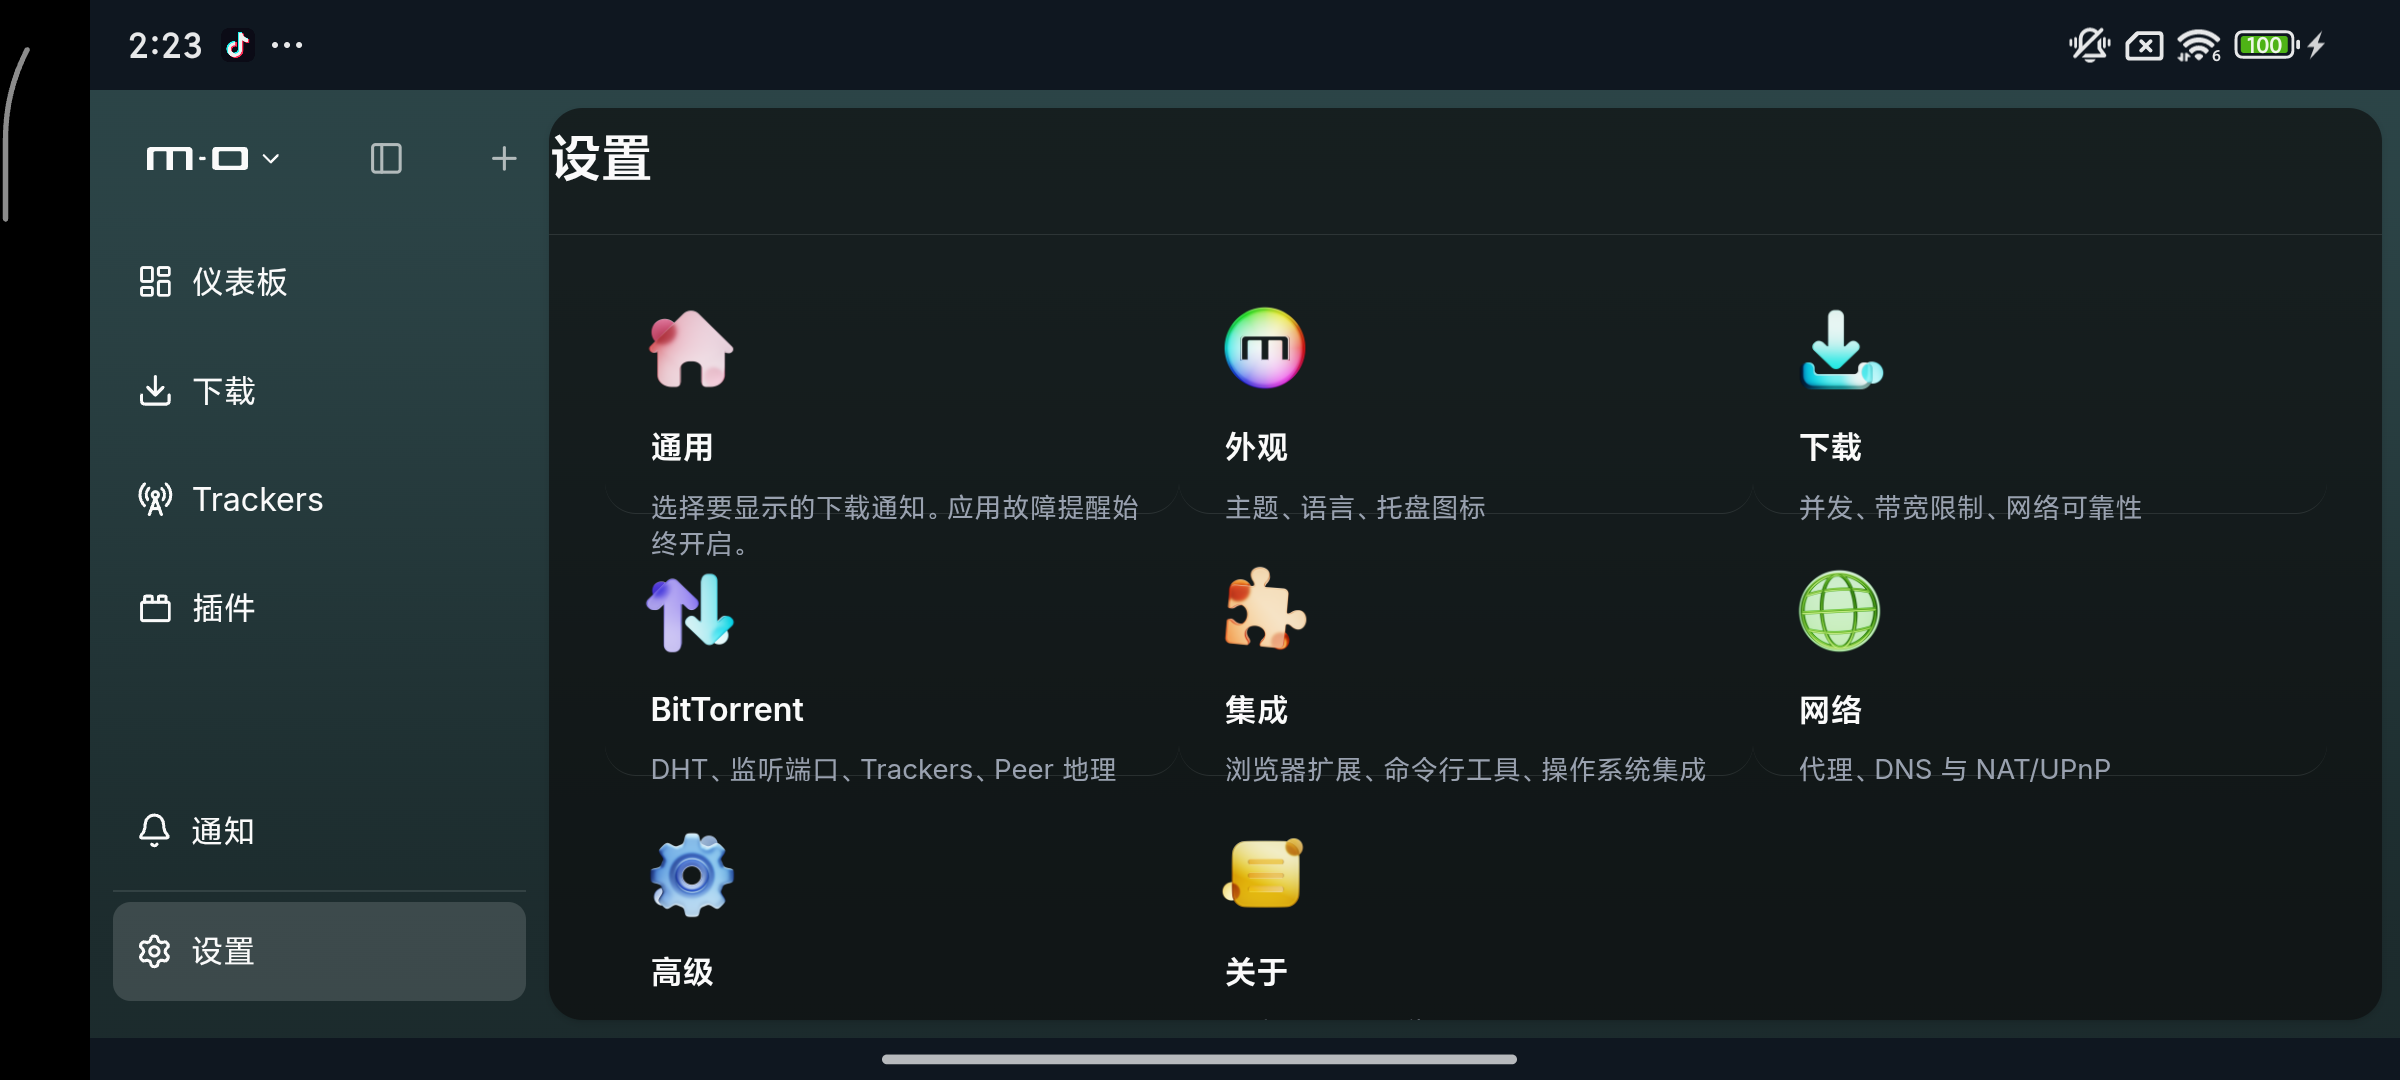 2:23
6
100
m-o
设置
仪表板
下载
Trackers
插件
通知
设置
通用
选择要显示的下载通知。应用故障提醒始
终开启。
外观
主题、语言、托盘图标
下载
并发、带宽限制、网络可靠性
BitTorrent
DHT、监听端口、Trackers、Peer 地理
集成
浏览器扩展、命令行工具、操作系统集成
网络
代理、DNS 与 NAT/UPnP
高级
关于